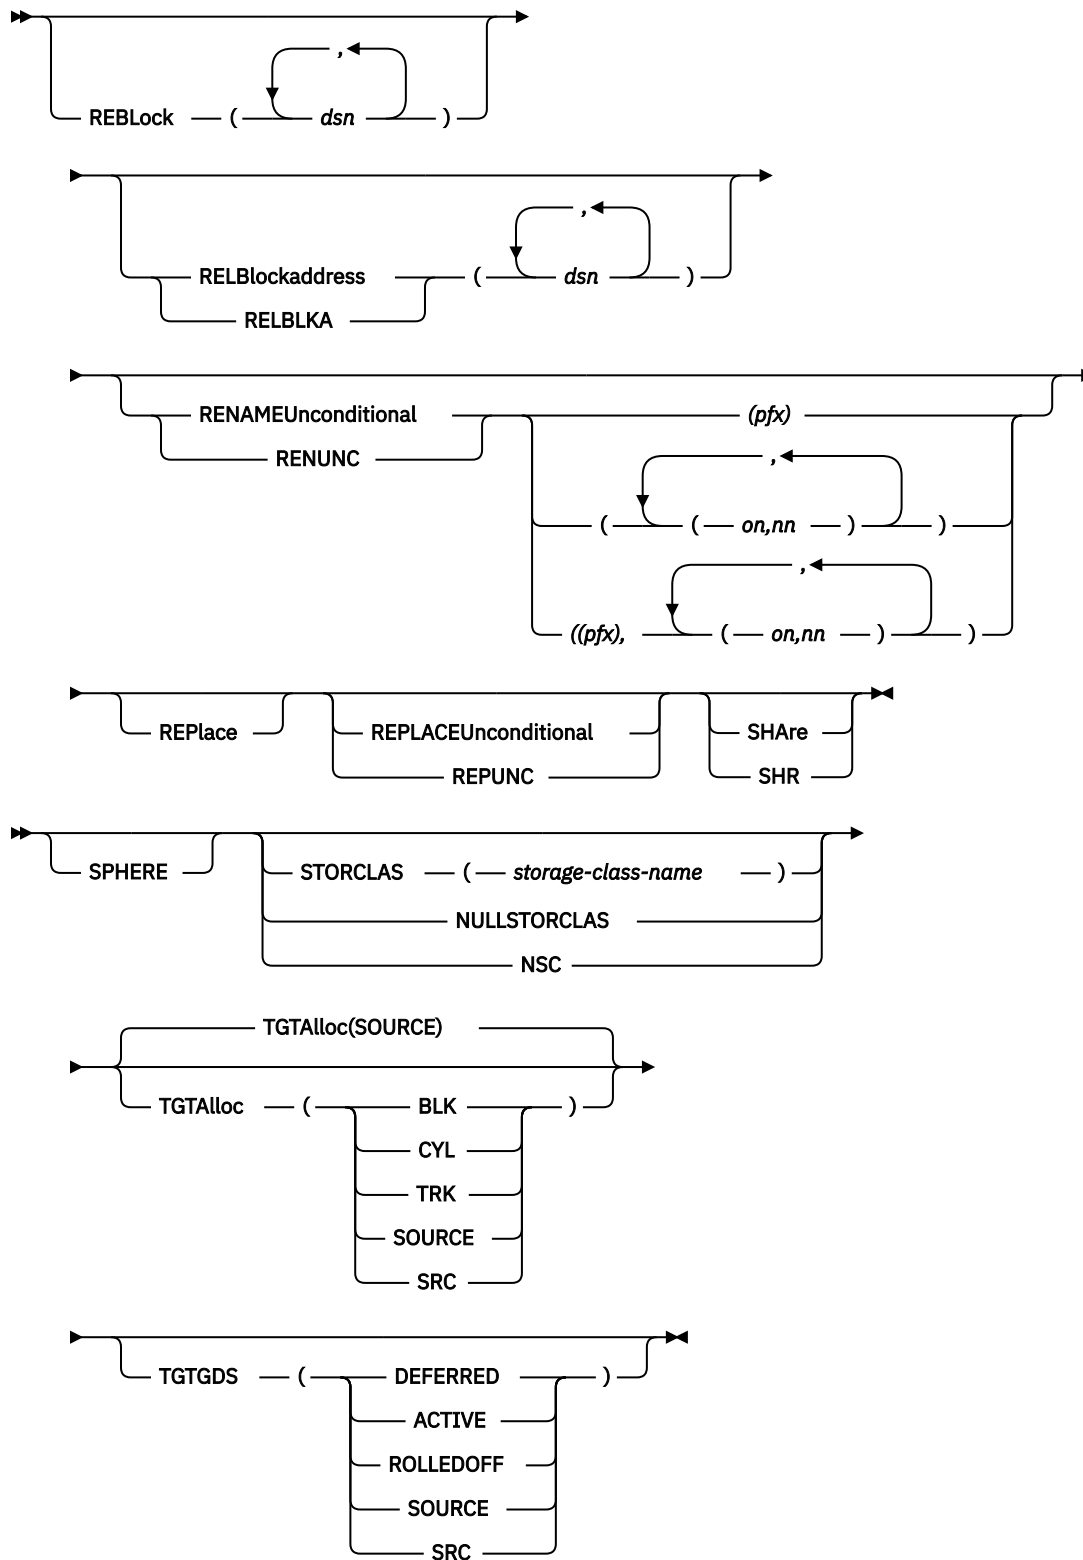 ,
REBLock ( dsn )
,
RELBlockaddress ( dsn )
RELBLKA
RENAMEUnconditional (pfx)
RENUNC
,
( ( on,nn ) )
,
((pfx), ( on,nn ) )
REPlace REPLACEUnconditional SHAre
REPUNC SHR
SPHERE STORCLAS ( storage-class-name )
NULLSTORCLAS
NSC
TGTAlloc(SOURCE)
TGTAlloc ( BLK )
CYL
TRK
SOURCE
SRC
TGTGDS ( DEFERRED )
ACTIVE
ROLLEDOFF
SOURCE
SRC